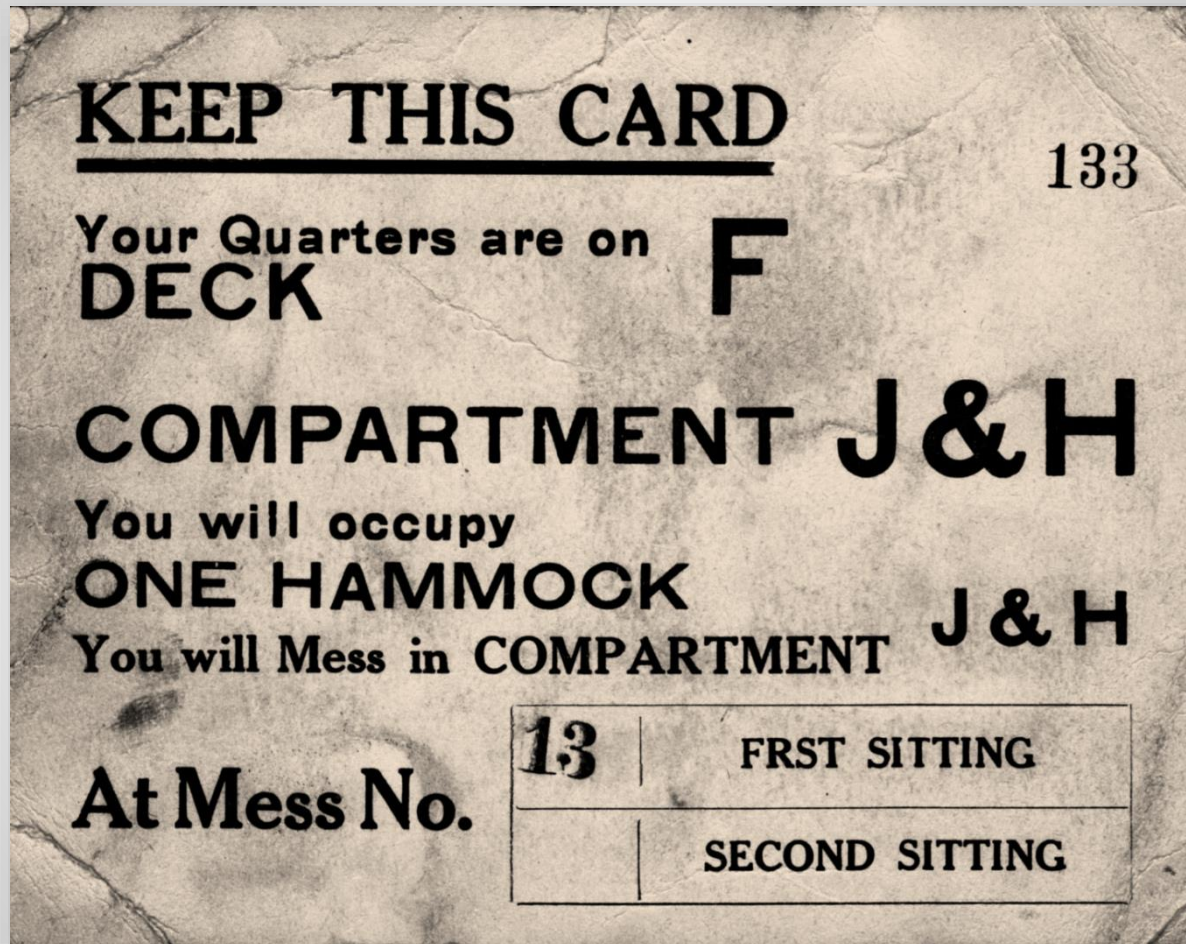 KEEP THIS CARD
133
Your Quarters are on
DECK F
COMPARTMENT J&H
You will occupy
ONE HAMMOCK
You will Mess in COMPARTMENT J & H
At Mess No.
13 FRST SITTING
SECOND SITTING